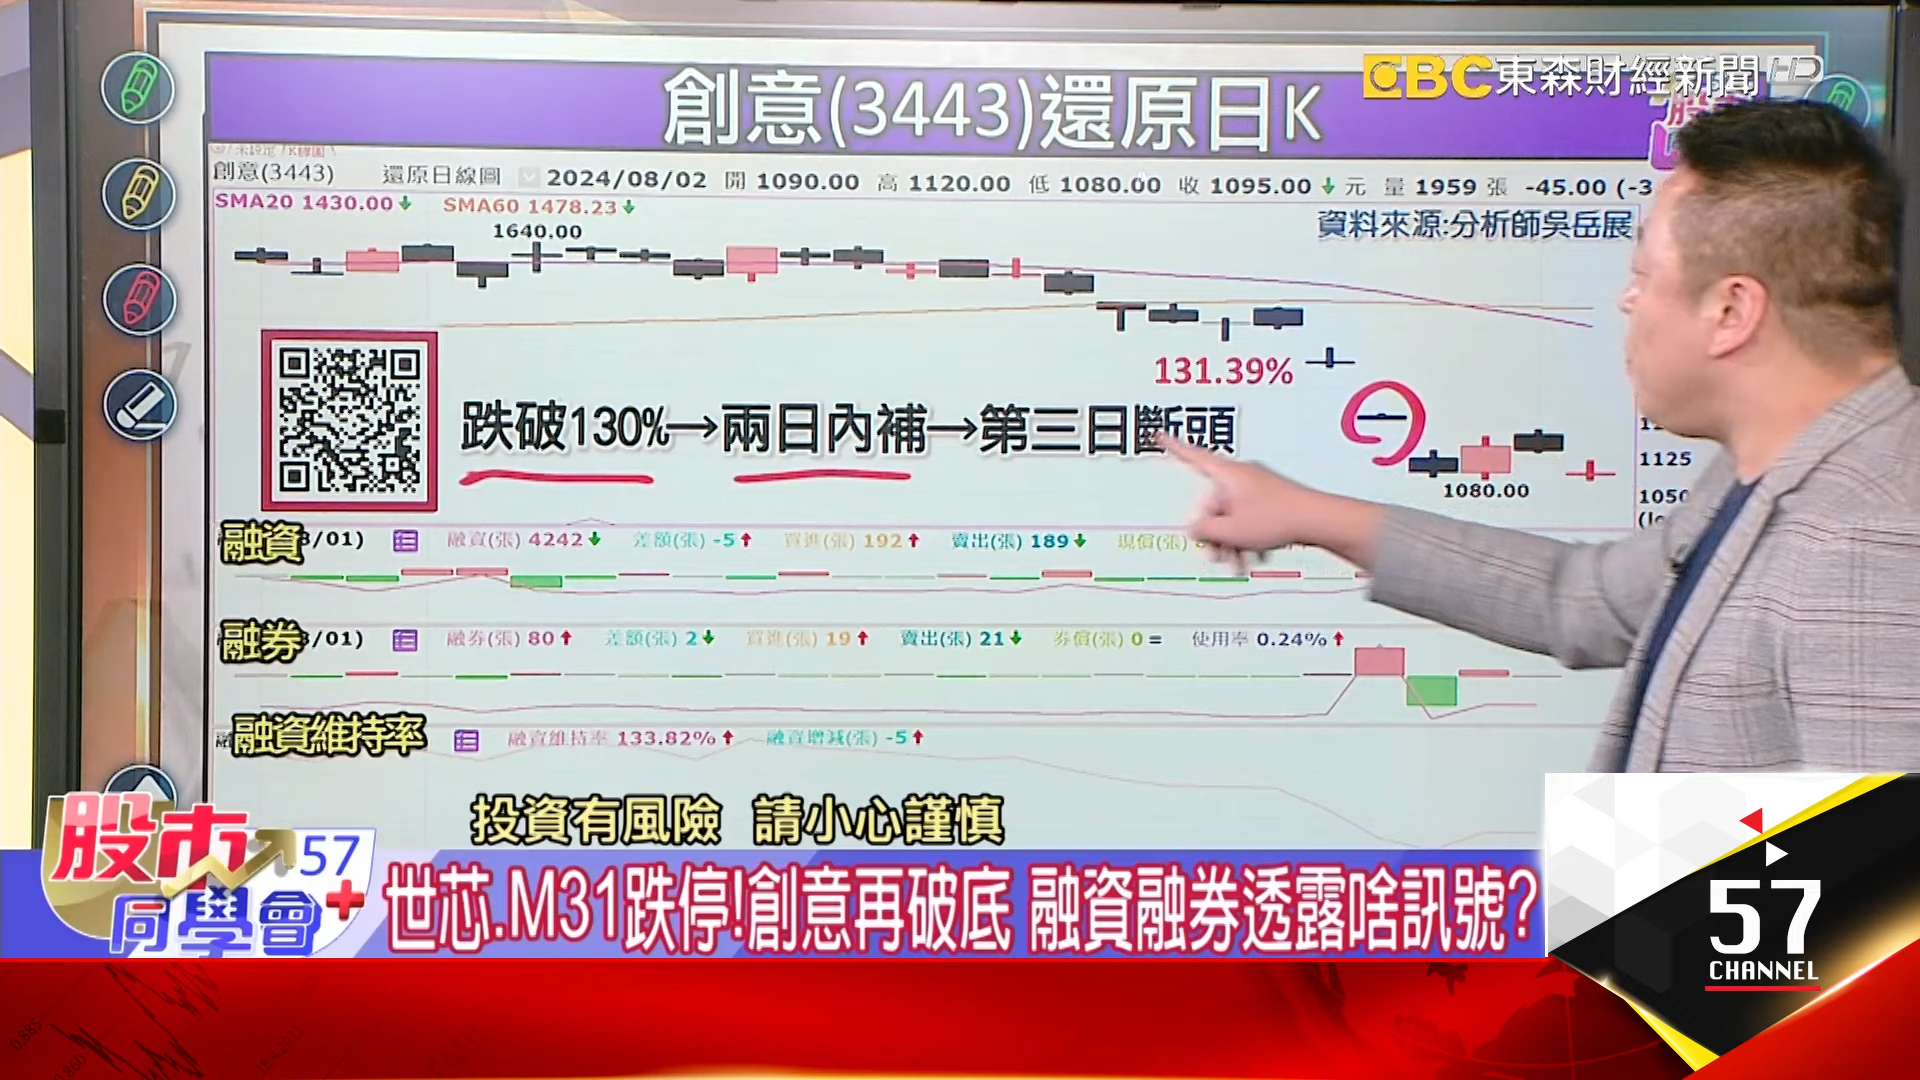 創意(3443)還原日K
EBC東森財經新聞HD
創意(3443) 還原日線圖 2024/08/02 開 1090.00 高 1120.00 低 1080.00 收 1095.00↓元 量 1959 張 -45.00 (-3
SMA20 1430.00↓ SMA60 1478.23↓
資料來源:分析師吳岳展
1640.00
131.39%
跌破130%→兩日內補→第三日斷頭
1125
1080.00
融資 /01) 融資(張) 4242↓ 差額(張) -5↑ 買進(張) 192↑ 賣出(張) 189↓ 現償(張)
融券 /01) 融券(張) 80↑ 差額(張) 2↓ 買進(張) 19↑ 賣出(張) 21↓ 券償(張) 0 = 使用率 0.24%↑
融資維持率 融資維持率 133.82%↑ 融資增減(張) -5↑
投資有風險 請小心謹慎
股市
57
同學會+
世芯.M31跌停!創意再破底 融資融券透露啥訊號?
57
CHANNEL